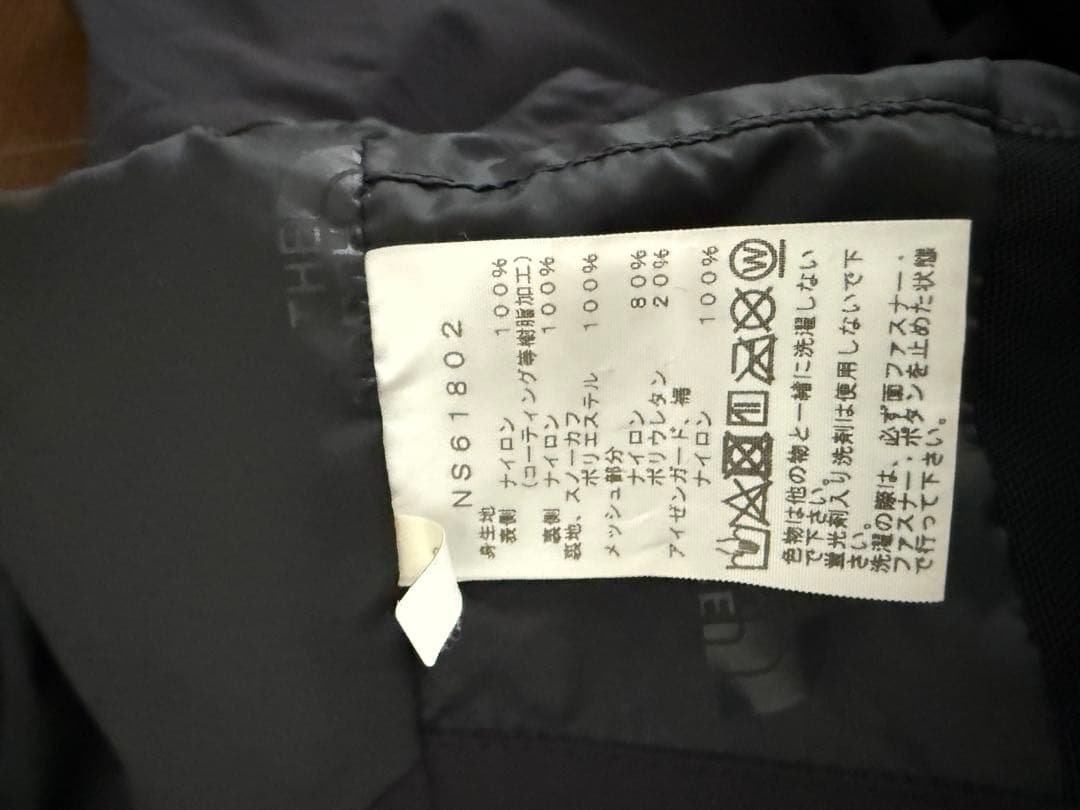 NS61802
身生地
表側 ナイロン 100%
(コーティング等樹脂加工)
裏側 ナイロン 100%
裏地、スノーカフ
ポリエステル 100%
メッシュ部分
ナイロン 80%
ポリウレタン 20%
アイゼンガード、裾
ナイロン 100%
W
色物は他の物と一緒に洗濯しない
で下さい。
蛍光剤入り洗剤は使用しないで下
さい。
洗濯の際は、必ず面ファスナー・
ファスナー・ボタンを止めた状態
で行って下さい。
THE